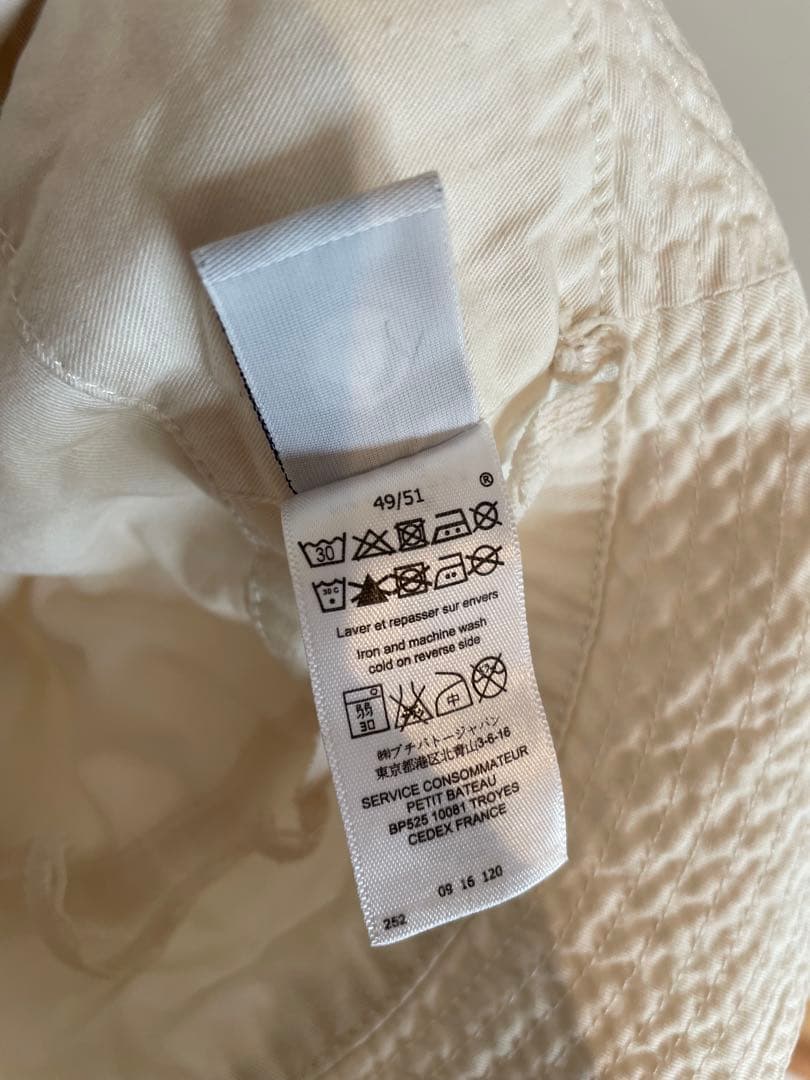 ®
49/51
30
30 C
Laver et repasser sur envers
Iron and machine wash
cold on reverse side
弱
30
中
㈱プチバトージャパン
東京都港区北青山3-6-16
SERVICE CONSOMMATEUR
PETIT BATEAU
BP525 10081 TROYES
CEDEX FRANCE
09 16 120
252